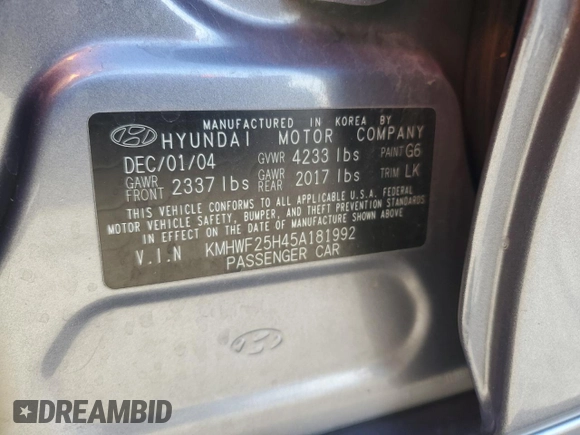 MANUFACTURED IN KOREA BY
HYUNDAI MOTOR COMPANY
DEC/01/04 GVWR 4233 lbs PAINT G6
GAWR FRONT 2337 lbs GAWR REAR 2017 lbs TRIM LK
THIS VEHICLE CONFORMS TO ALL APPLICABLE U.S.A. FEDERAL
MOTOR VEHICLE SAFETY, BUMPER, AND THEFT PREVENTION STANDARDS
IN EFFECT ON THE DATE OF MANUFACTURE SHOWN ABOVE.
V.I.N KMHWF25H45A181992
PASSENGER CAR
DREAMBID